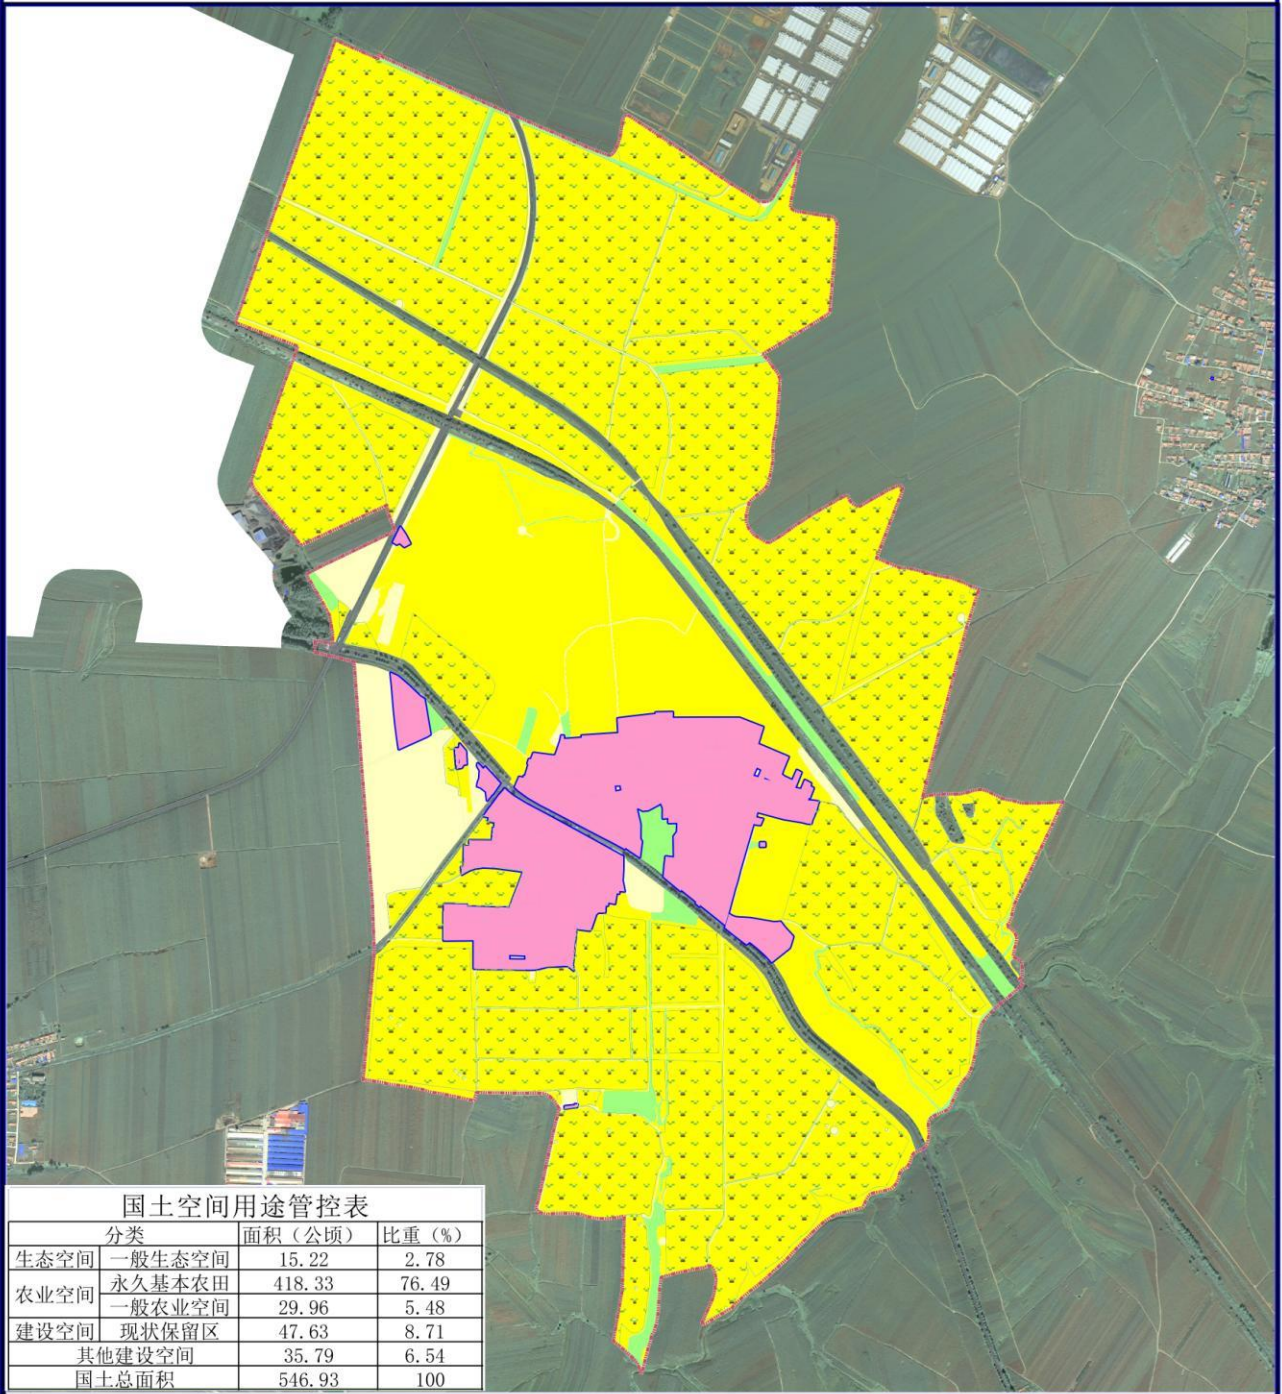 国土空间用途管控表
分类 面积（公顷） 比重（%）
生态空间 一般生态空间 15.22 2.78
农业空间 永久基本农田 418.33 76.49
一般农业空间 29.96 5.48
建设空间 现状保留区 47.63 8.71
其他建设空间 35.79 6.54
国土总面积 546.93 100